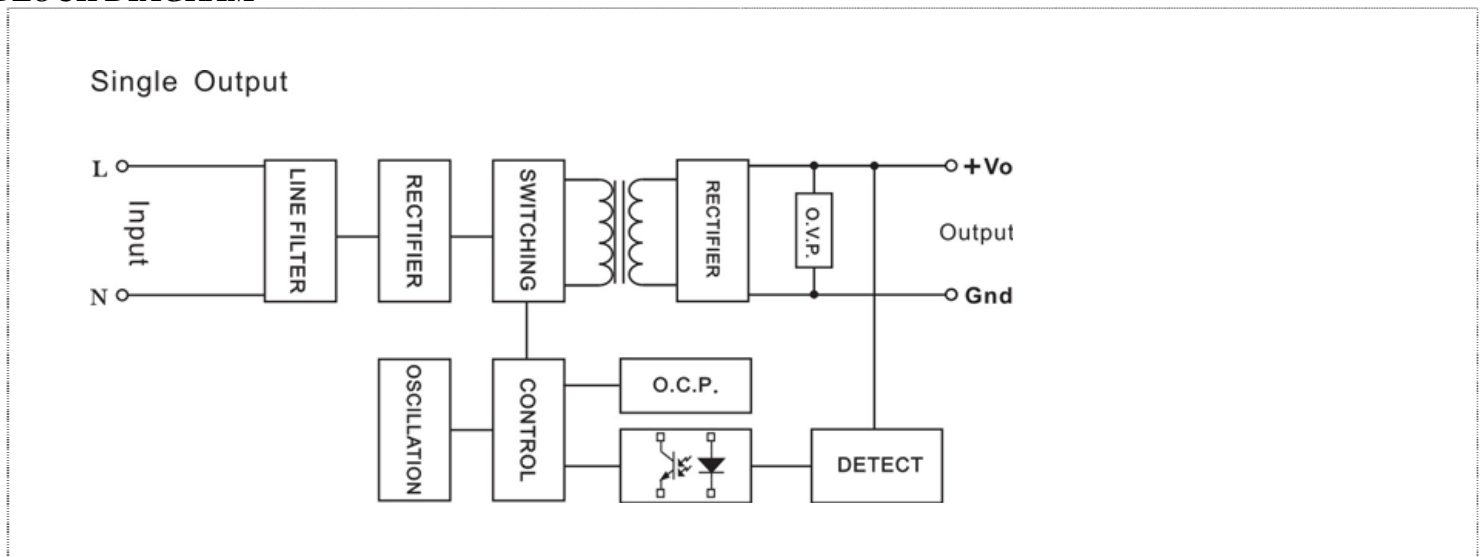 Single Output
L
Input
N
LINE FILTER
RECTIFIER
SWITCHING
RECTIFIER
O.V.P.
+Vo
Output
Gnd
OSCILLATION
CONTROL
O.C.P.
DETECT